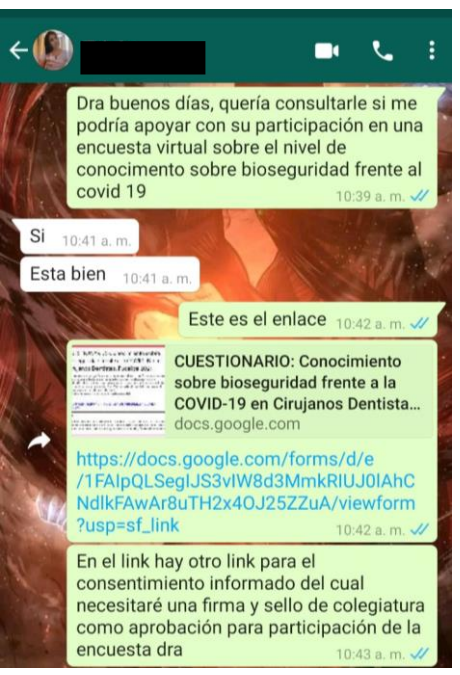 Dra buenos días, quería consultarle si me
podría apoyar con su participación en una
encuesta virtual sobre el nivel de
conocimento sobre bioseguridad frente al
covid 19
10:39 a. m.
Si 10:41 a. m.
Esta bien 10:41 a. m.
Este es el enlace 10:42 a. m.
CUESTIONARIO: Conocimiento
sobre bioseguridad frente a la
COVID-19 en Cirujanos Dentista...
docs.google.com
https://docs.google.com/forms/d/e
/1FAIpQLSegIJS3vIW8d3MmkRIUJ0IAhC
NdlkFAwAr8uTH2x4OJ25ZZuA/viewform
?usp=sf_link
10:42 a. m.
En el link hay otro link para el
consentimiento informado del cual
necesitaré una firma y sello de colegiatura
como aprobación para participación de la
encuesta dra 10:43 a. m.